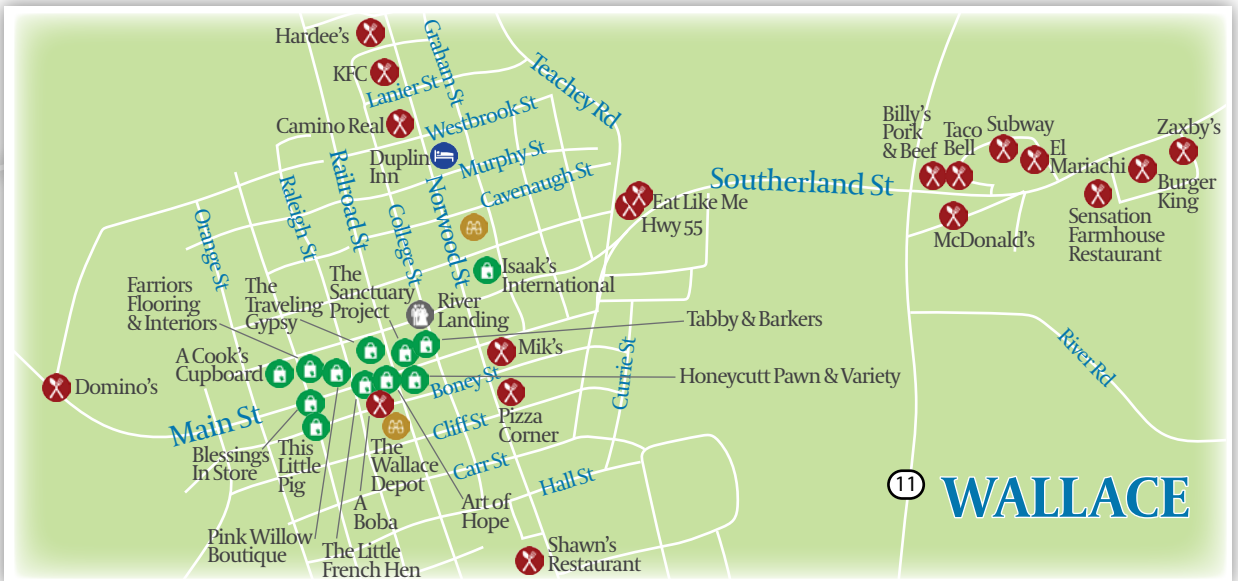 Hardee's
KFC
Lanier St
Graham St
Teachey Rd
Camino Real
Westbrook St
Duplin
Inn
Murphy St
Cavenaugh St
Railroad St
Raleigh St
Orange St
College St
Norwood St
Billy's
Pork
& Beef
Taco
Bell
Subway
El
Mariachi
Zaxby's
Burger
King
Southerland St
Eat Like Me
Hwy 55
McDonald's
Sensation
Farmhouse
Restaurant
Isaak's
International
Farriors
Flooring
& Interiors
The
Traveling
Gypsy
The
Sanctuary
Project
River
Landing
Tabby & Barkers
A Cook's
Cupboard
Mik's
Domino's
Honeycutt Pawn & Variety
Boney St
Currie St
River Rd
Main St
Cliff St
Pizza
Corner
Blessings
In Store
This
Little
Pig
The
Wallace
Depot
Carr St
Hall St
A
Boba
Art of
Hope
Pink Willow
Boutique
The Little
French Hen
Shawn's
Restaurant
11
WALLACE